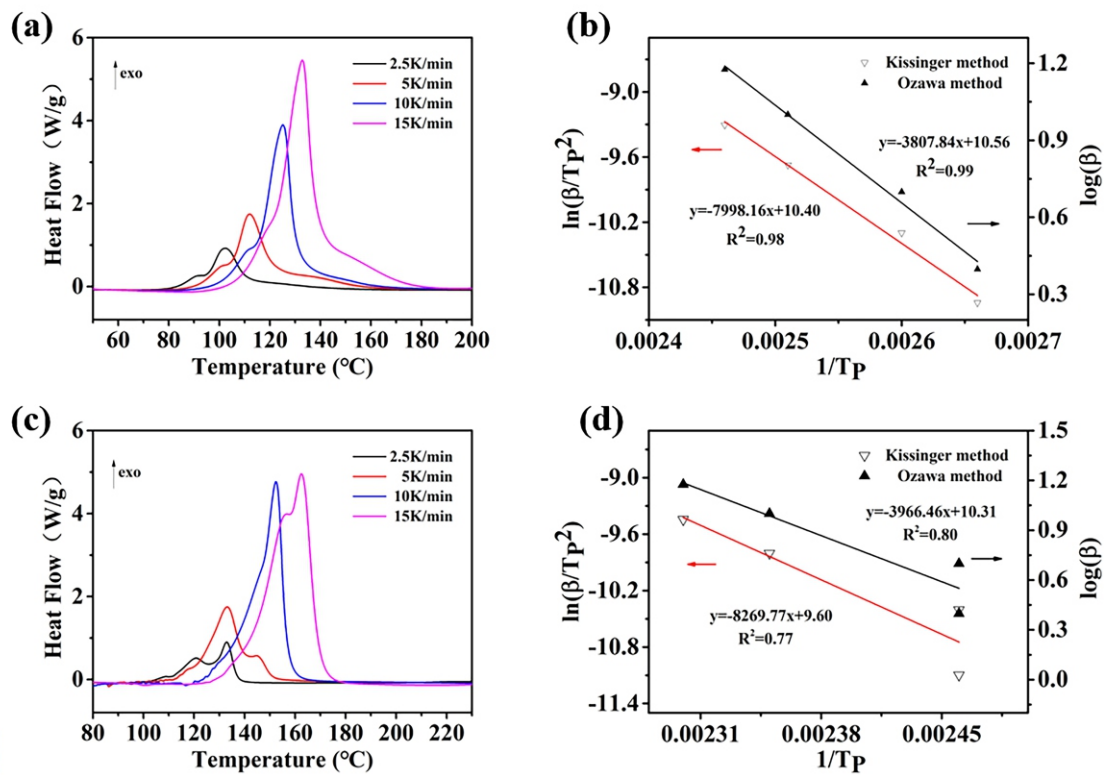 (a)
6
4
2
0
Heat Flow（W/g）
exo
2.5K/min
5K/min
10K/min
15K/min
60 80 100 120 140 160 180 200
Temperature (℃)
(b)
-9.0
-9.6
-10.2
-10.8
ln(β/TP²)
Kissinger method
Ozawa method
y=-3807.84x+10.56
R²=0.99
y=-7998.16x+10.40
R²=0.98
1.2
0.9
0.6
0.3
log(β)
0.0024 0.0025 0.0026 0.0027
1/TP
(c)
6
4
2
0
Heat Flow（W/g）
exo
2.5K/min
5K/min
10K/min
15K/min
80 100 120 140 160 180 200 220
Temperature (℃)
(d)
-9.0
-9.6
-10.2
-10.8
-11.4
ln(β/TP²)
Kissinger method
Ozawa method
y=-3966.46x+10.31
R²=0.80
y=-8269.77x+9.60
R²=0.77
1.5
1.2
0.9
0.6
0.3
0.0
log(β)
0.00231 0.00238 0.00245
1/TP